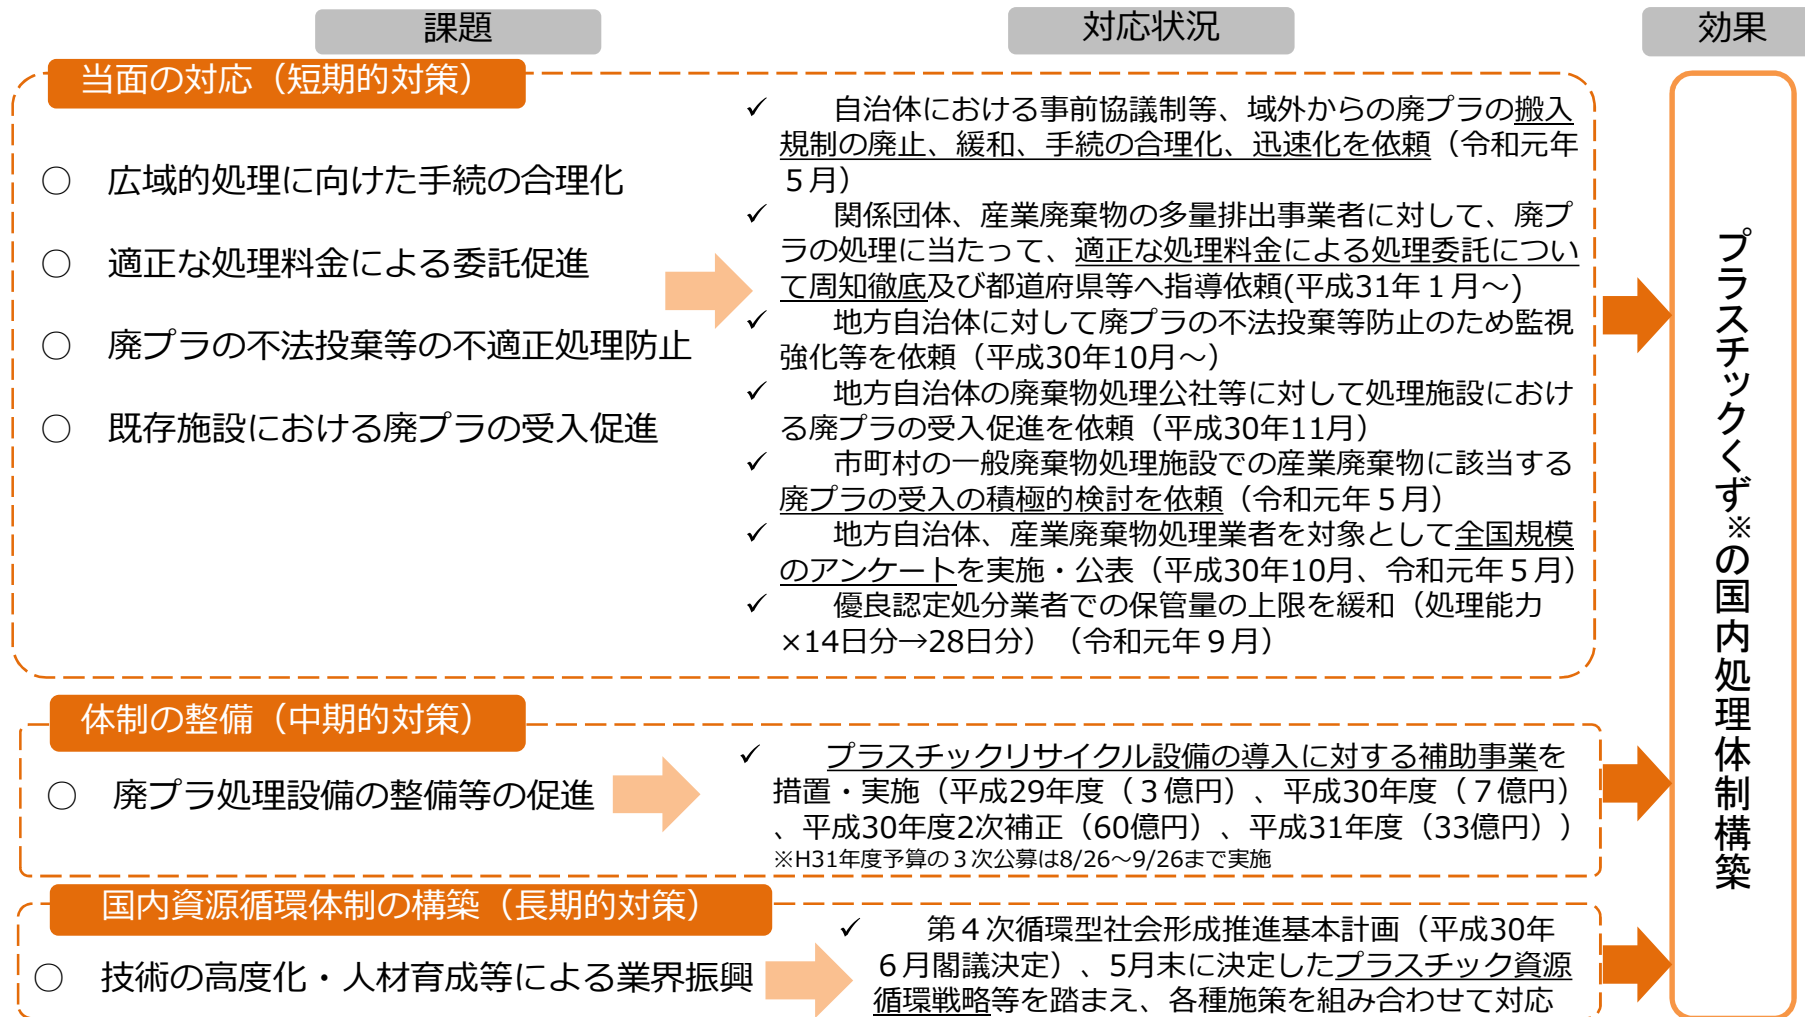 課題
対応状況
効果
当面の対応（短期的対策）
○　広域的処理に向けた手続の合理化
○　適正な処理料金による委託促進
○　廃プラの不法投棄等の不適正処理防止
○　既存施設における廃プラの受入促進
✓　自治体における事前協議制等、域外からの廃プラの搬入
規制の廃止、緩和、手続の合理化、迅速化を依頼（令和元年
５月）
✓　関係団体、産業廃棄物の多量排出事業者に対して、廃プ
ラの処理に当たって、適正な処理料金による処理委託につい
て周知徹底及び都道府県等へ指導依頼(平成31年１月～)
✓　地方自治体に対して廃プラの不法投棄等防止のため監視
強化等を依頼（平成30年10月～）
✓　地方自治体の廃棄物処理公社等に対して処理施設におけ
る廃プラの受入促進を依頼（平成30年11月）
✓　市町村の一般廃棄物処理施設での産業廃棄物に該当する
廃プラの受入の積極的検討を依頼（令和元年５月）
✓　地方自治体、産業廃棄物処理業者を対象として全国規模
のアンケートを実施・公表（平成30年10月、令和元年５月）
✓　優良認定処分業者での保管量の上限を緩和（処理能力
×14日分→28日分）（令和元年９月）
体制の整備（中期的対策）
○　廃プラ処理設備の整備等の促進
✓　プラスチックリサイクル設備の導入に対する補助事業を
措置・実施（平成29年度（３億円）、平成30年度（７億円）
、平成30年度2次補正（60億円）、平成31年度（33億円））
※H31年度予算の３次公募は8/26～9/26まで実施
国内資源循環体制の構築（長期的対策）
○　技術の高度化・人材育成等による業界振興
✓　第４次循環型社会形成推進基本計画（平成30年
６月閣議決定）、5月末に決定したプラスチック資源
循環戦略等を踏まえ、各種施策を組み合わせて対応
プラスチックくず※の国内処理体制構築